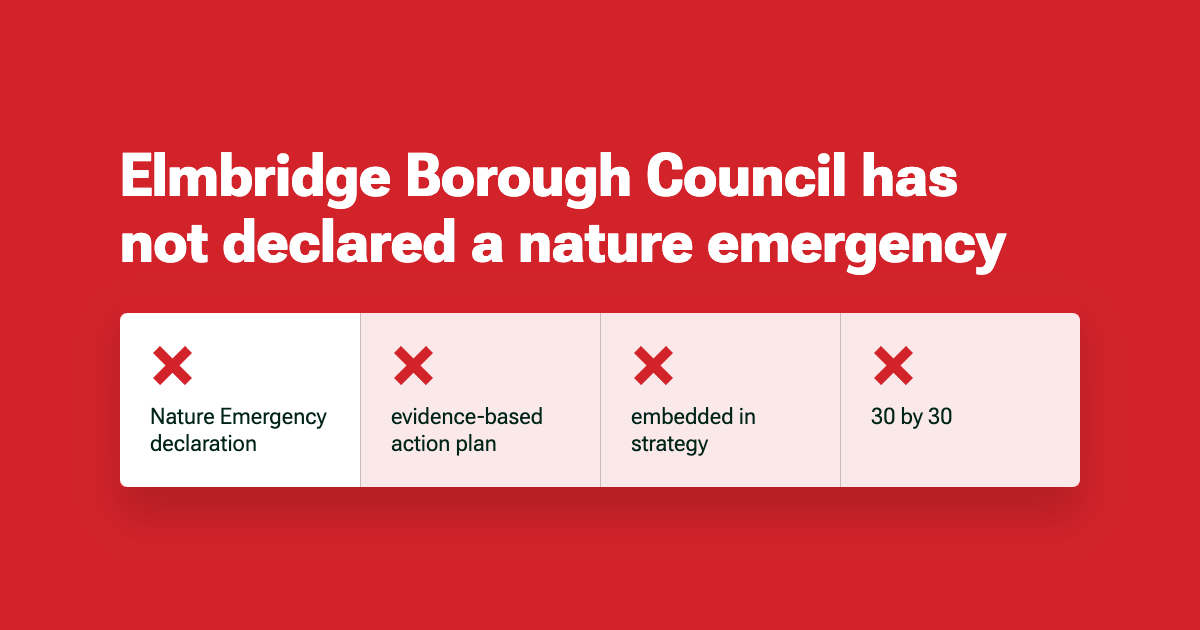 Elmbridge Borough Council has
not declared a nature emergency
Nature Emergency
declaration
evidence-based
action plan
embedded in
strategy
30 by 30